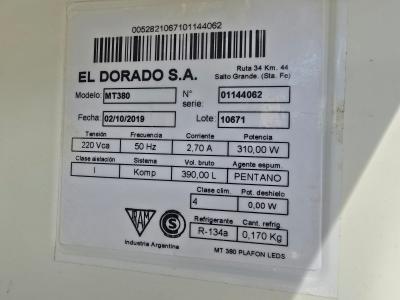 0052821067101144062
EL DORADO S.A.
Ruta 34 Km. 44
Salto Grande. (Sta. Fc)
Modelo: MT380 N° serie: 01144062
Fecha: 02/10/2019 Lote: 10671
Tensión Frecuencia Corriente Potencia
220 Vca 50 Hz 2,70 A 310,00 W
Clase aislación Sistema Vol. bruto Agente espum.
I Komp 390,00 L PENTANO
Clase clim. Pot. deshielo
4 0,00 W
IRAM S
Refrigerante Cant. refrig
R-134a 0,170 Kg
Industria Argentina
MT 380 PLAFON LEDS